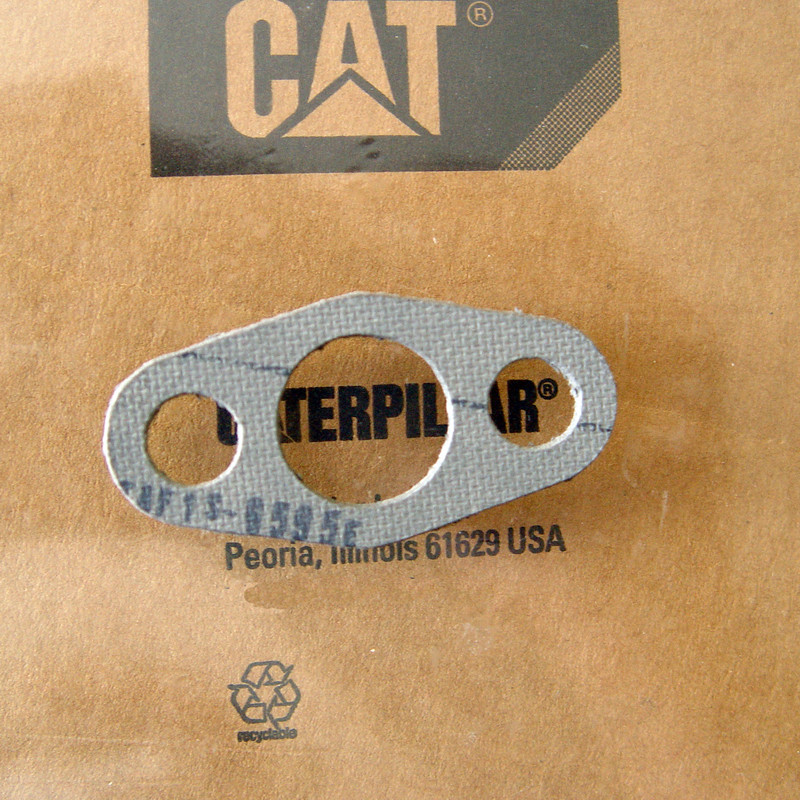 CAT®
CATERPILLAR®
Peoria, Illinois 61629 USA
recyclable